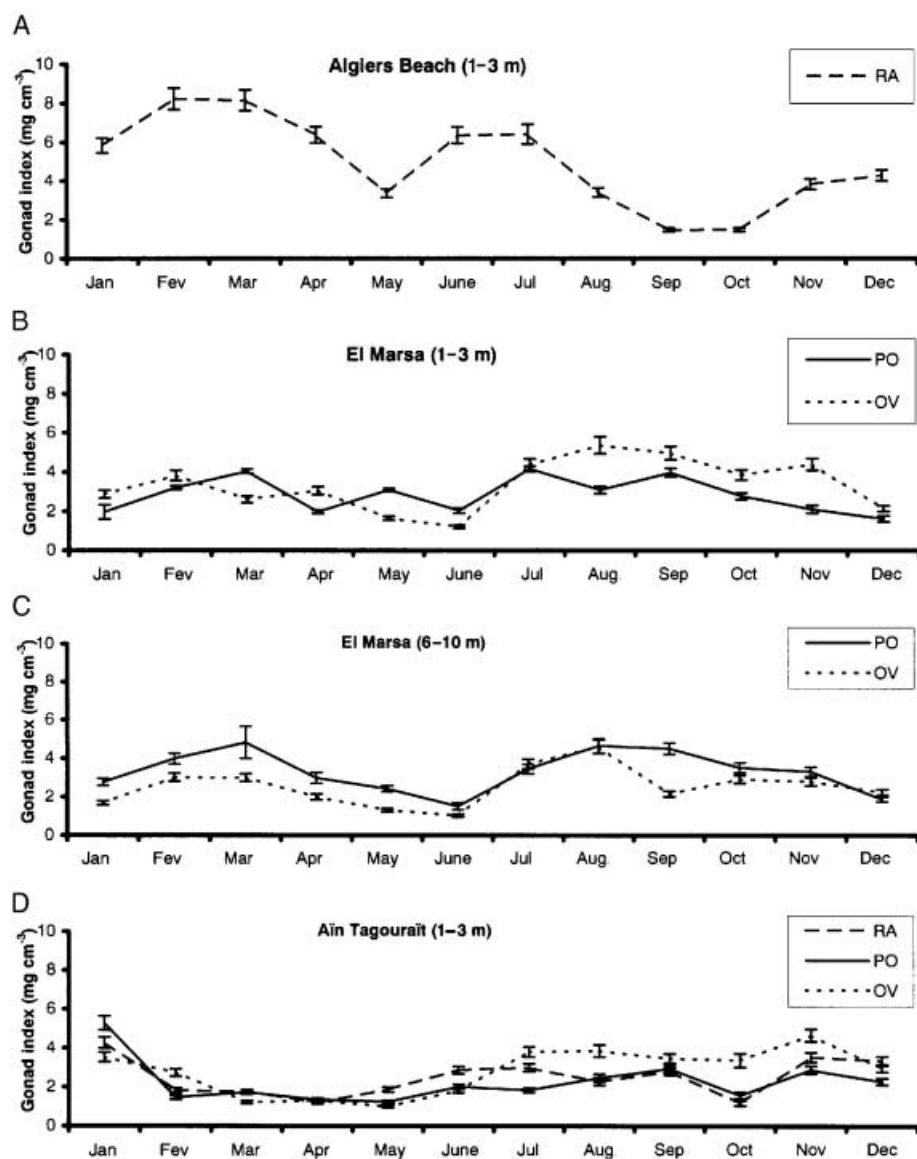 A
Algiers Beach (1–3 m)
RA
Gonad index (mg cm⁻³)
10
8
6
4
2
0
Jan Fev Mar Apr May June Jul Aug Sep Oct Nov Dec
B
El Marsa (1–3 m)
PO
OV
Gonad index (mg cm⁻³)
10
8
6
4
2
0
Jan Fev Mar Apr May June Jul Aug Sep Oct Nov Dec
C
El Marsa (6–10 m)
PO
OV
Gonad index (mg cm⁻³)
10
8
6
4
2
0
Jan Fev Mar Apr May June Jul Aug Sep Oct Nov Dec
D
Aïn Tagouraït (1–3 m)
RA
PO
OV
Gonad index (mg cm⁻³)
10
8
6
4
2
0
Jan Fev Mar Apr May June Jul Aug Sep Oct Nov Dec